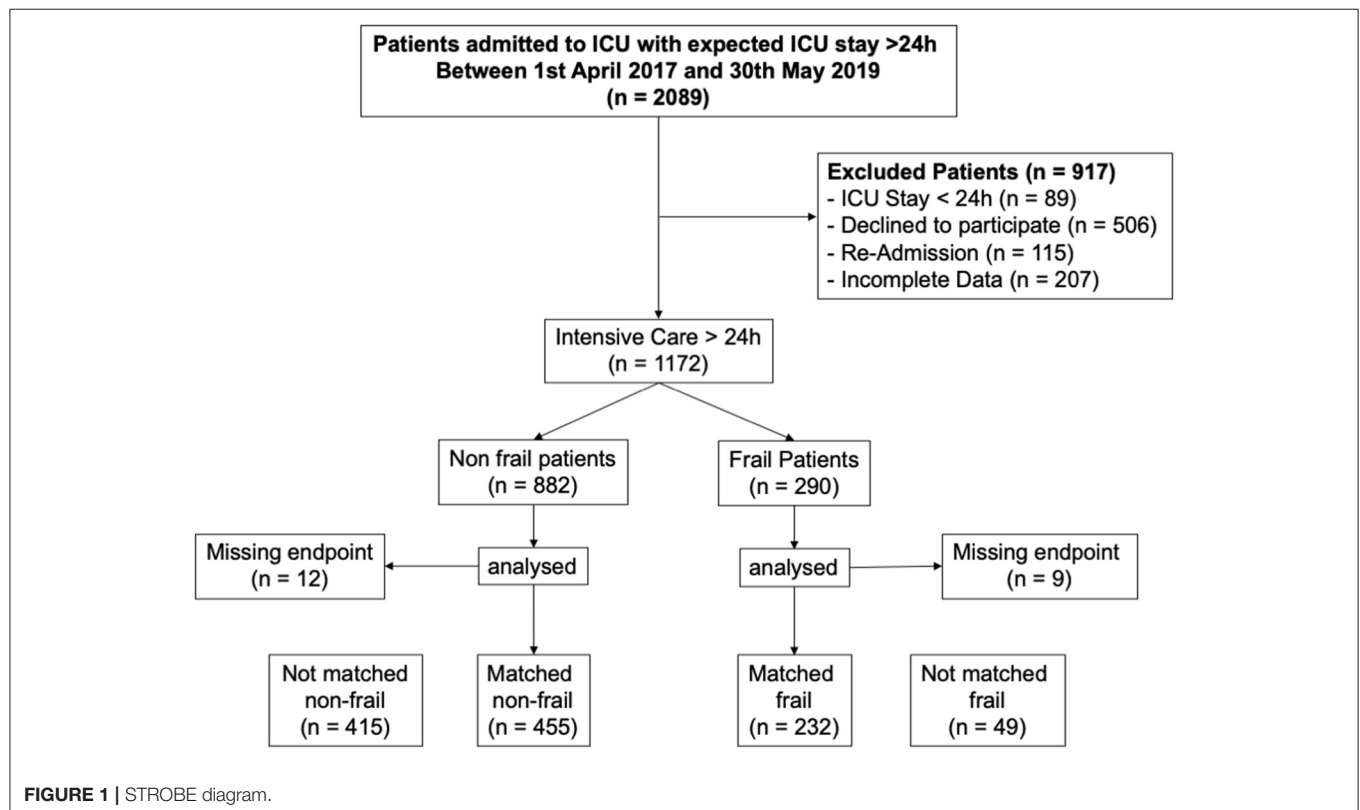 Patients admitted to ICU with expected ICU stay >24h
Between 1st April 2017 and 30th May 2019
(n = 2089)
Excluded Patients (n = 917)
- ICU Stay < 24h (n = 89)
- Declined to participate (n = 506)
- Re-Admission (n = 115)
- Incomplete Data (n = 207)
Intensive Care > 24h
(n = 1172)
Non frail patients
(n = 882)
Frail Patients
(n = 290)
Missing endpoint
(n = 12)
analysed
analysed
Missing endpoint
(n = 9)
Not matched
non-frail
(n = 415)
Matched
non-frail
(n = 455)
Matched
frail
(n = 232)
Not matched
frail
(n = 49)
FIGURE 1 | STROBE diagram.